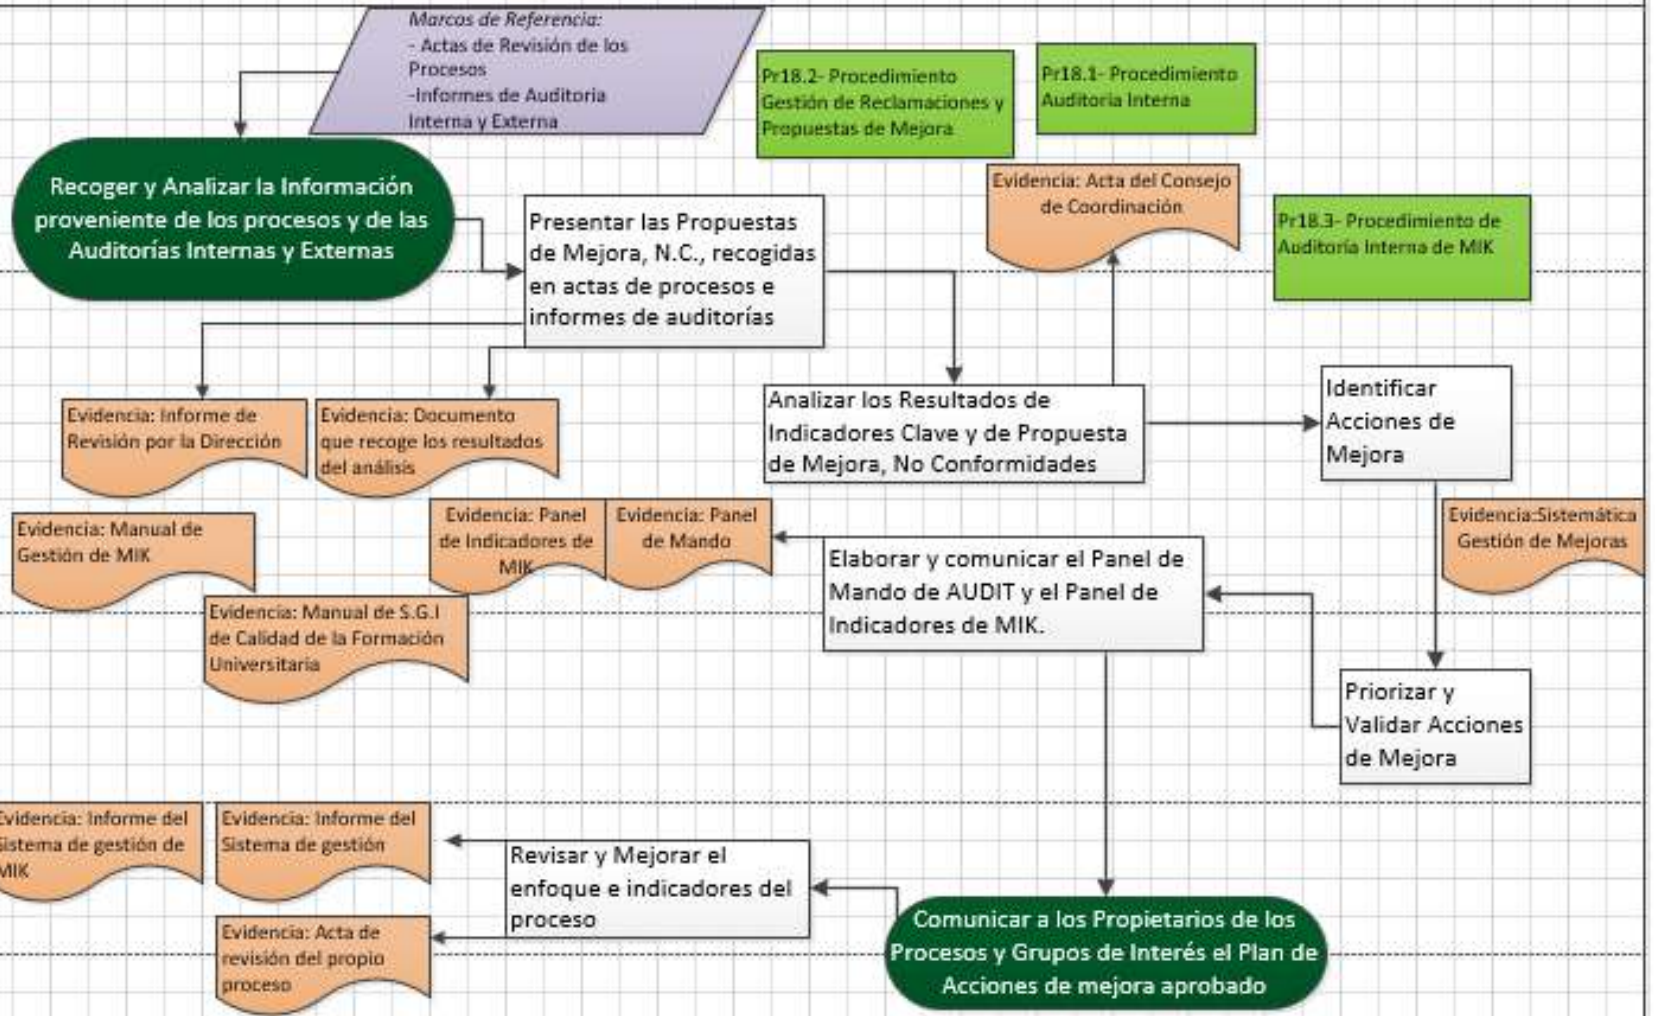 Marcos de Referencia:
- Actas de Revisión de los
Procesos
-Informes de Auditoria
Interna y Externa
Pr18.2- Procedimiento
Gestión de Reclamaciones y
Propuestas de Mejora
Pr18.1- Procedimiento
Auditoria Interna
Recoger y Analizar la Información
proveniente de los procesos y de las
Auditorías Internas y Externas
Presentar las Propuestas
de Mejora, N.C., recogidas
en actas de procesos e
informes de auditorías
Evidencia: Acta del Consejo
de Coordinación
Pr18.3- Procedimiento de
Auditoría Interna de MIK
Evidencia: Informe de
Revisión por la Dirección
Evidencia: Documento
que recoge los resultados
del análisis
Analizar los Resultados de
Indicadores Clave y de Propuesta
de Mejora, No Conformidades
Identificar
Acciones de
Mejora
Evidencia: Manual de
Gestión de MIK
Evidencia: Panel
de Indicadores de
MIK
Evidencia: Panel
de Mando
Elaborar y comunicar el Panel de
Mando de AUDIT y el Panel de
Indicadores de MIK.
Evidencia:Sistemática
Gestión de Mejoras
Evidencia: Manual de S.G.I
de Calidad de la Formación
Universitaria
Priorizar y
Validar Acciones
de Mejora
Evidencia: Informe del
Sistema de gestión de
MIK
Evidencia: Informe del
Sistema de gestión
Revisar y Mejorar el
enfoque e indicadores del
proceso
Evidencia: Acta de
revisión del propio
proceso
Comunicar a los Propietarios de los
Procesos y Grupos de Interés el Plan de
Acciones de mejora aprobado